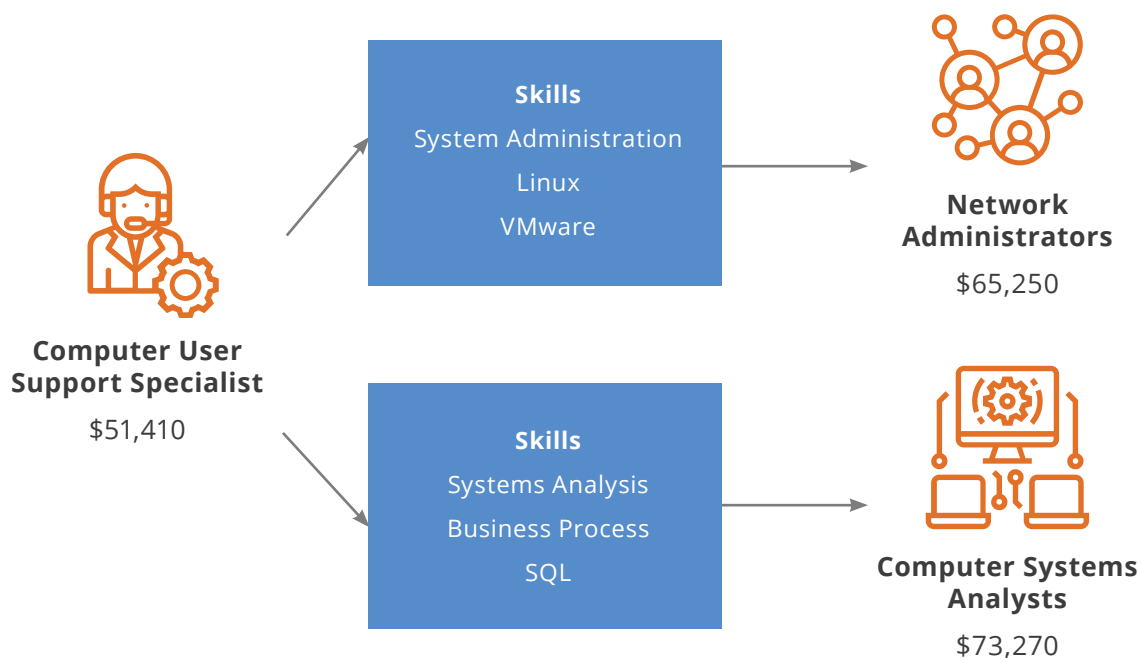 Computer User
Support Specialist
$51,410
Skills
System Administration
Linux
VMware
Network
Administrators
$65,250
Skills
Systems Analysis
Business Process
SQL
Computer Systems
Analysts
$73,270